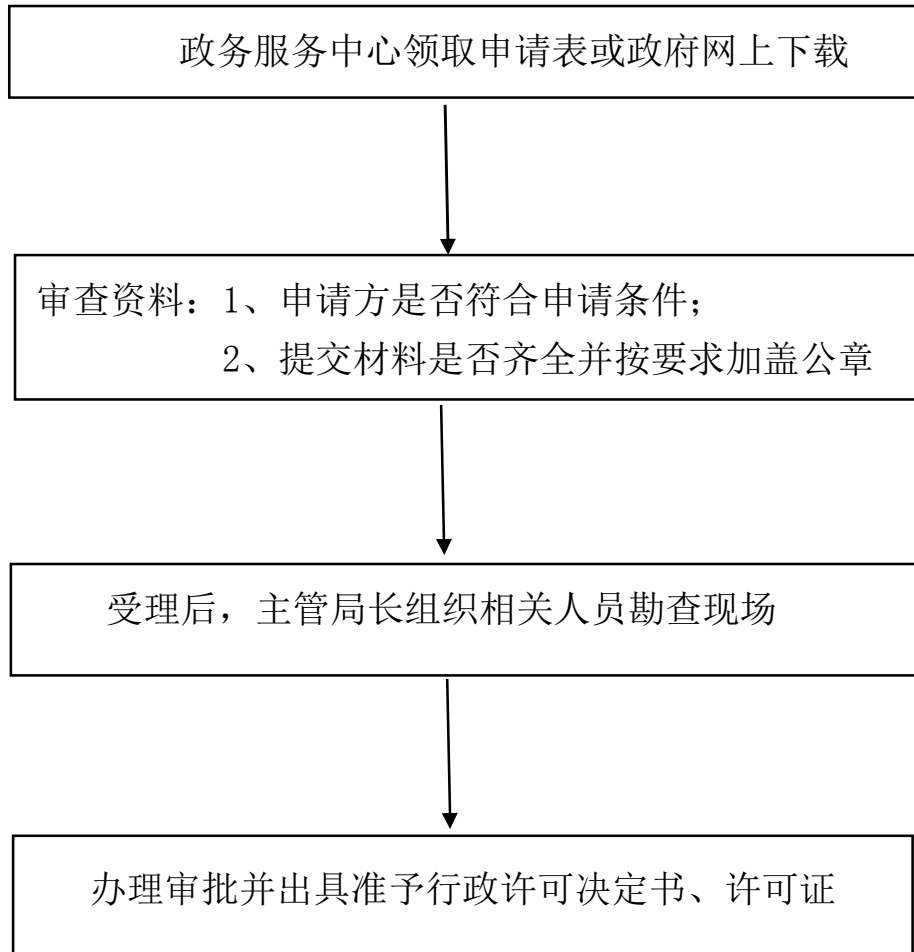 政务服务中心领取申请表或政府网上下载
审查资料：1、申请方是否符合申请条件；
2、提交材料是否齐全并按要求加盖公章
受理后，主管局长组织相关人员勘查现场
办理审批并出具准予行政许可决定书、许可证